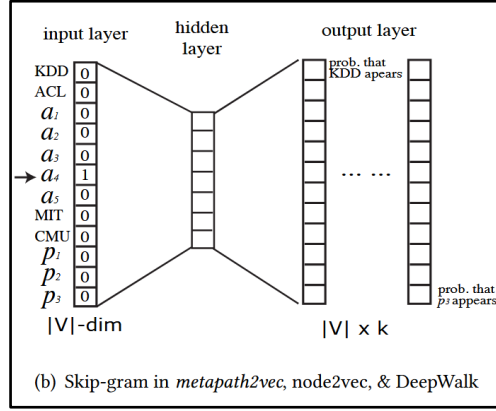 input layer
hidden
layer
output layer
KDD 0
ACL 0
a1 0
a2 0
a3 0
a4 1
a5 0
MIT 0
CMU 0
p1 0
p2 0
p3 0
|V|-dim
prob. that
KDD apears
... ...
prob. that
p3 appears
|V| x k
(b) Skip-gram in metapath2vec, node2vec, & DeepWalk